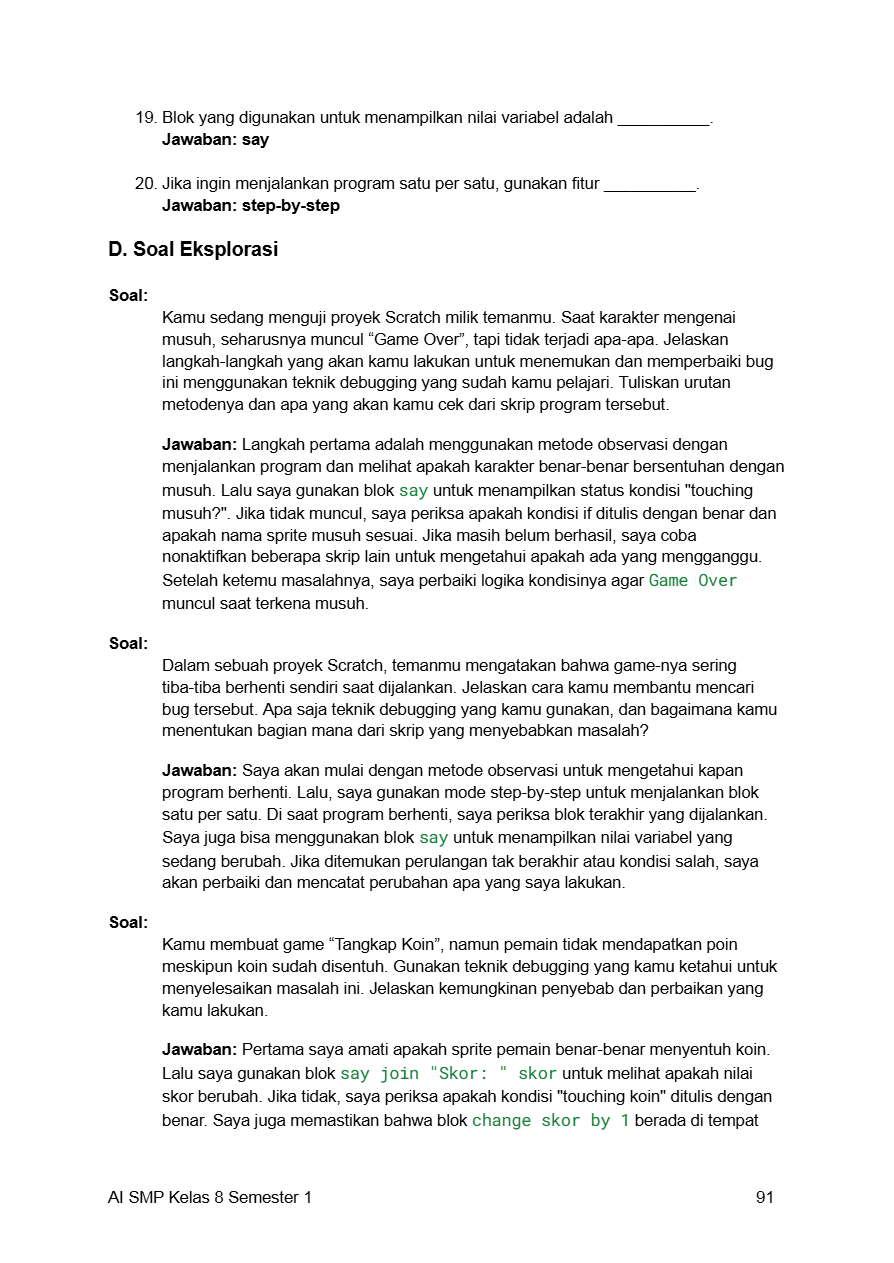 19. Blok yang digunakan untuk menampilkan nilai variabel adalah __________.
Jawaban: say
20. Jika ingin menjalankan program satu per satu, gunakan fitur __________.
Jawaban: step-by-step
D. Soal Eksplorasi
Soal:
Kamu sedang menguji proyek Scratch milik temanmu. Saat karakter mengenai
musuh, seharusnya muncul “Game Over”, tapi tidak terjadi apa-apa. Jelaskan
langkah-langkah yang akan kamu lakukan untuk menemukan dan memperbaiki bug
ini menggunakan teknik debugging yang sudah kamu pelajari. Tuliskan urutan
metodenya dan apa yang akan kamu cek dari skrip program tersebut.
Jawaban: Langkah pertama adalah menggunakan metode observasi dengan
menjalankan program dan melihat apakah karakter benar-benar bersentuhan dengan
musuh. Lalu saya gunakan blok say untuk menampilkan status kondisi "touching
musuh?". Jika tidak muncul, saya periksa apakah kondisi if ditulis dengan benar dan
apakah nama sprite musuh sesuai. Jika masih belum berhasil, saya coba
nonaktifkan beberapa skrip lain untuk mengetahui apakah ada yang mengganggu.
Setelah ketemu masalahnya, saya perbaiki logika kondisinya agar Game Over
muncul saat terkena musuh.
Soal:
Dalam sebuah proyek Scratch, temanmu mengatakan bahwa game-nya sering
tiba-tiba berhenti sendiri saat dijalankan. Jelaskan cara kamu membantu mencari
bug tersebut. Apa saja teknik debugging yang kamu gunakan, dan bagaimana kamu
menentukan bagian mana dari skrip yang menyebabkan masalah?
Jawaban: Saya akan mulai dengan metode observasi untuk mengetahui kapan
program berhenti. Lalu, saya gunakan mode step-by-step untuk menjalankan blok
satu per satu. Di saat program berhenti, saya periksa blok terakhir yang dijalankan.
Saya juga bisa menggunakan blok say untuk menampilkan nilai variabel yang
sedang berubah. Jika ditemukan perulangan tak berakhir atau kondisi salah, saya
akan perbaiki dan mencatat perubahan apa yang saya lakukan.
Soal:
Kamu membuat game “Tangkap Koin”, namun pemain tidak mendapatkan poin
meskipun koin sudah disentuh. Gunakan teknik debugging yang kamu ketahui untuk
menyelesaikan masalah ini. Jelaskan kemungkinan penyebab dan perbaikan yang
kamu lakukan.
Jawaban: Pertama saya amati apakah sprite pemain benar-benar menyentuh koin.
Lalu saya gunakan blok say join "Skor: " skor untuk melihat apakah nilai
skor berubah. Jika tidak, saya periksa apakah kondisi "touching koin" ditulis dengan
benar. Saya juga memastikan bahwa blok change skor by 1 berada di tempat
AI SMP Kelas 8 Semester 1 91